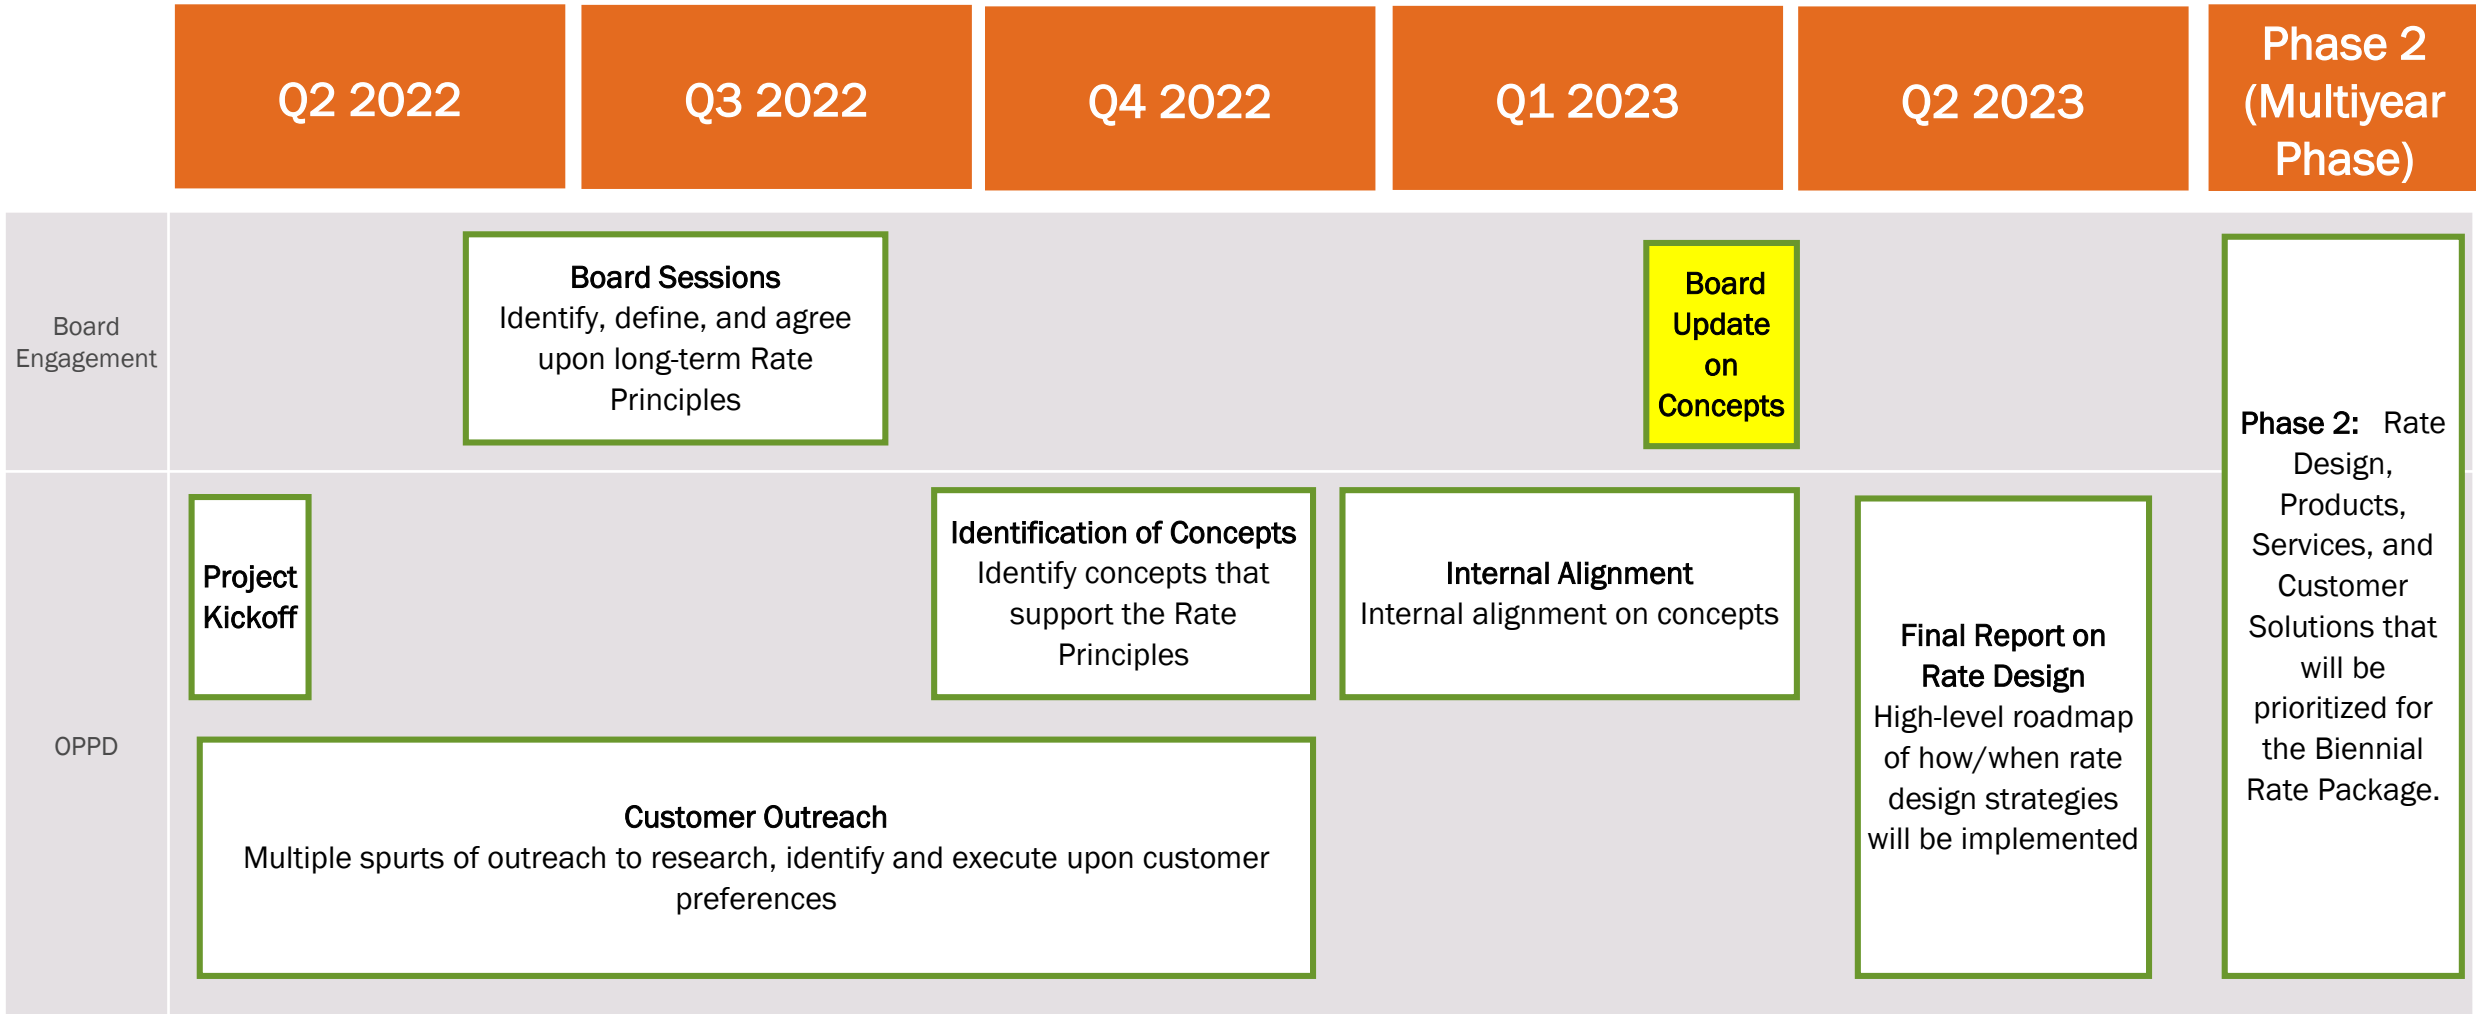 Q2 2022
Q3 2022
Q4 2022
Q1 2023
Q2 2023
Phase 2
(Multiyear
Phase)
Board
Engagement
Board Sessions
Identify, define, and agree
upon long-term Rate
Principles
Board
Update
on
Concepts
Phase 2: Rate
Design,
Products,
Services, and
Customer
Solutions that
will be
prioritized for
the Biennial
Rate Package.
OPPD
Project
Kickoff
Identification of Concepts
Identify concepts that
support the Rate
Principles
Internal Alignment
Internal alignment on concepts
Final Report on
Rate Design
High-level roadmap
of how/when rate
design strategies
will be implemented
Customer Outreach
Multiple spurts of outreach to research, identify and execute upon customer
preferences